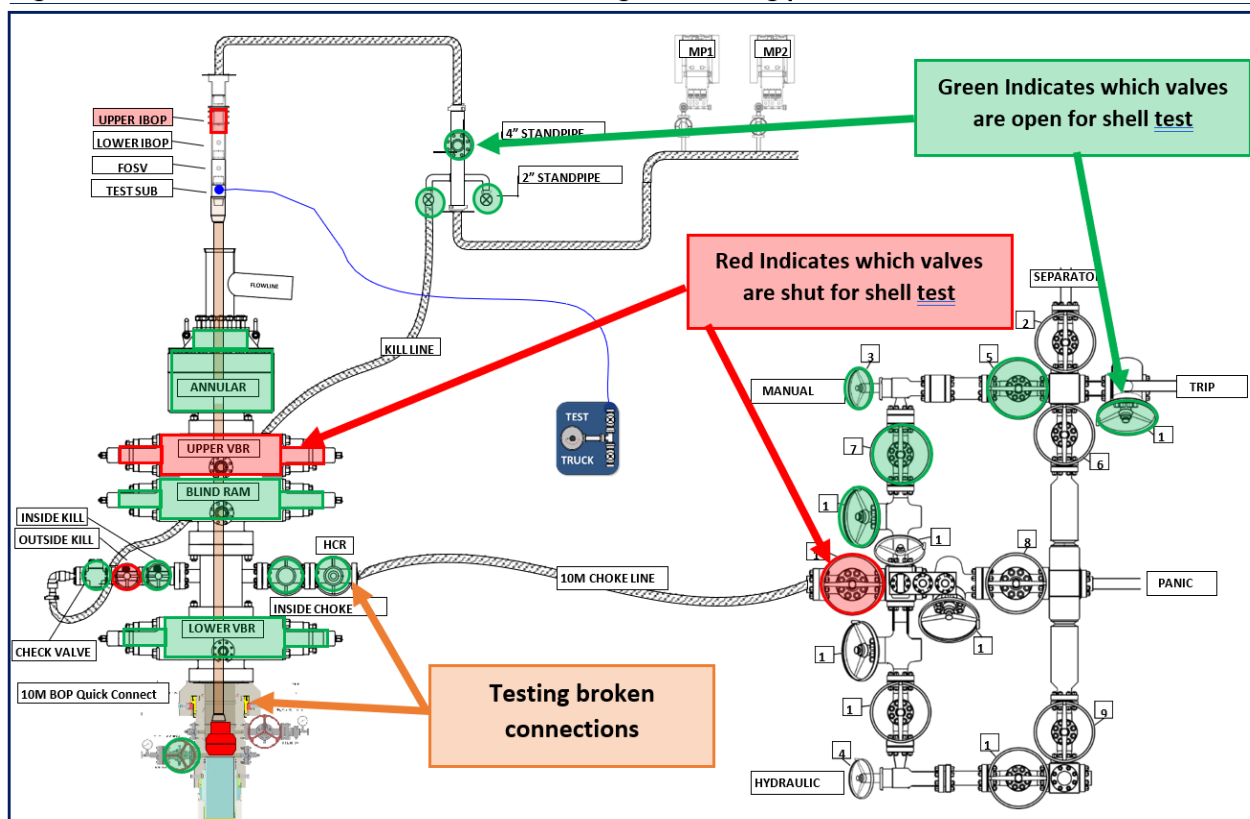 MP1
MP2
Green Indicates which valves
are open for shell test
UPPER IBOP
LOWER IBOP
FOSV
TEST SUB
4” STANDPIPE
2” STANDPIPE
Red Indicates which valves
are shut for shell test
FLOWLINE
SEPARATOR
2
3
5
MANUAL
TRIP
1
KILL LINE
ANNULAR
TEST
TRUCK
7
6
UPPER VBR
BLIND RAM
1
INSIDE KILL
OUTSIDE KILL
HCR
1
1
8
10M CHOKE LINE
PANIC
INSIDE CHOKE
1
LOWER VBR
CHECK VALVE
1
10M BOP Quick Connect
Testing broken
connections
1
9
1
4
HYDRAULIC